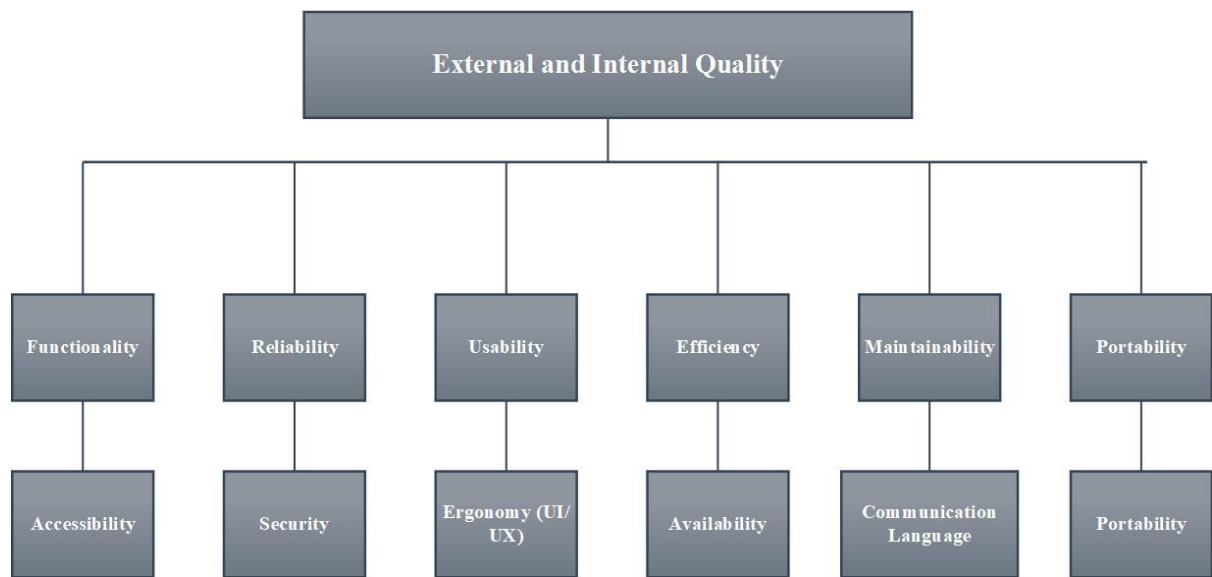 External and Internal Quality
Functionality
Reliability
Usability
Efficiency
Maintainability
Portability
Accessibility
Security
Ergonomy (UI/
UX)
Availability
Communication
Language
Portability